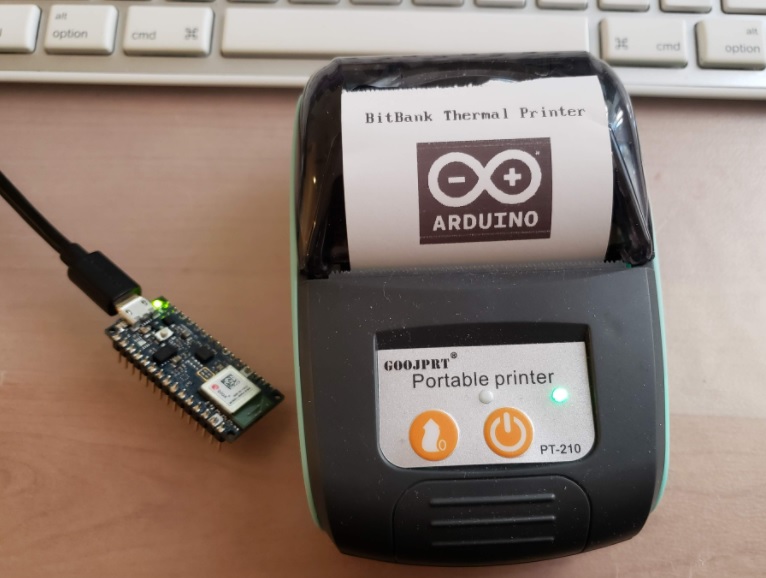 alt
option
cmd ⌘
⌘ cmd
alt
option
BitBank Thermal Printer
ARDUINO
GOOJPRT®
Portable printer
PT-210